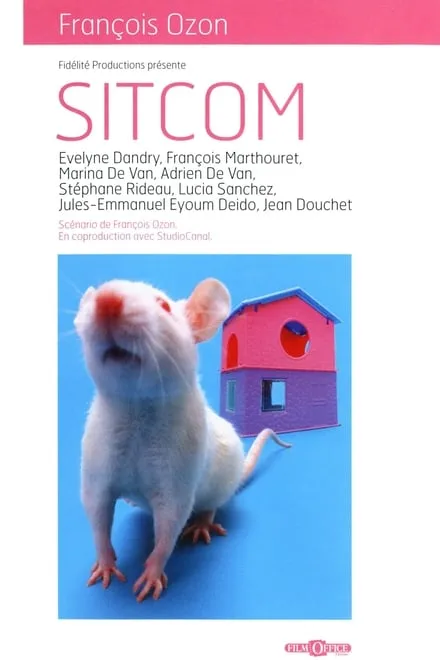 François Ozon
Fidélité Productions présente
SITCOM
Evelyne Dandry, François Marthouret,
Marina De Van, Adrien De Van,
Stéphane Rideau, Lucia Sanchez,
Jules-Emmanuel Eyoum Deido, Jean Douchet
Scénario de François Ozon.
En coproduction avec StudioCanal.
FILM OFFICE